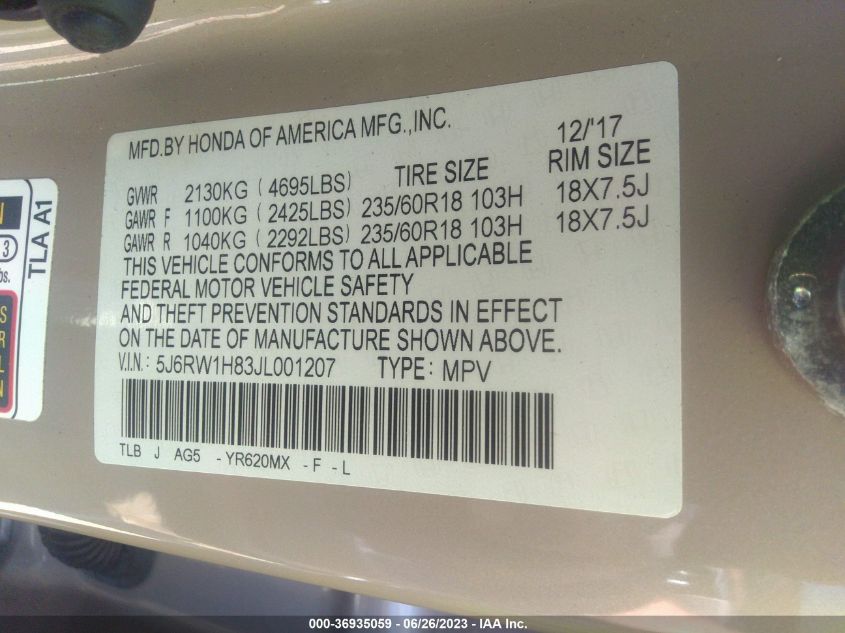 MFD.BY HONDA OF AMERICA MFG.,INC. 12/'17
GVWR 2130KG (4695LBS) TIRE SIZE RIM SIZE
GAWR F 1100KG (2425LBS) 235/60R18 103H 18X7.5J
GAWR R 1040KG (2292LBS) 235/60R18 103H 18X7.5J
THIS VEHICLE CONFORMS TO ALL APPLICABLE
FEDERAL MOTOR VEHICLE SAFETY
AND THEFT PREVENTION STANDARDS IN EFFECT
ON THE DATE OF MANUFACTURE SHOWN ABOVE.
V.I.N.: 5J6RW1H83JL001207 TYPE: MPV
TLB J AG5 -YR620MX -F-L
TLA A1
3
000-36935059 - 06/26/2023 - IAA Inc.